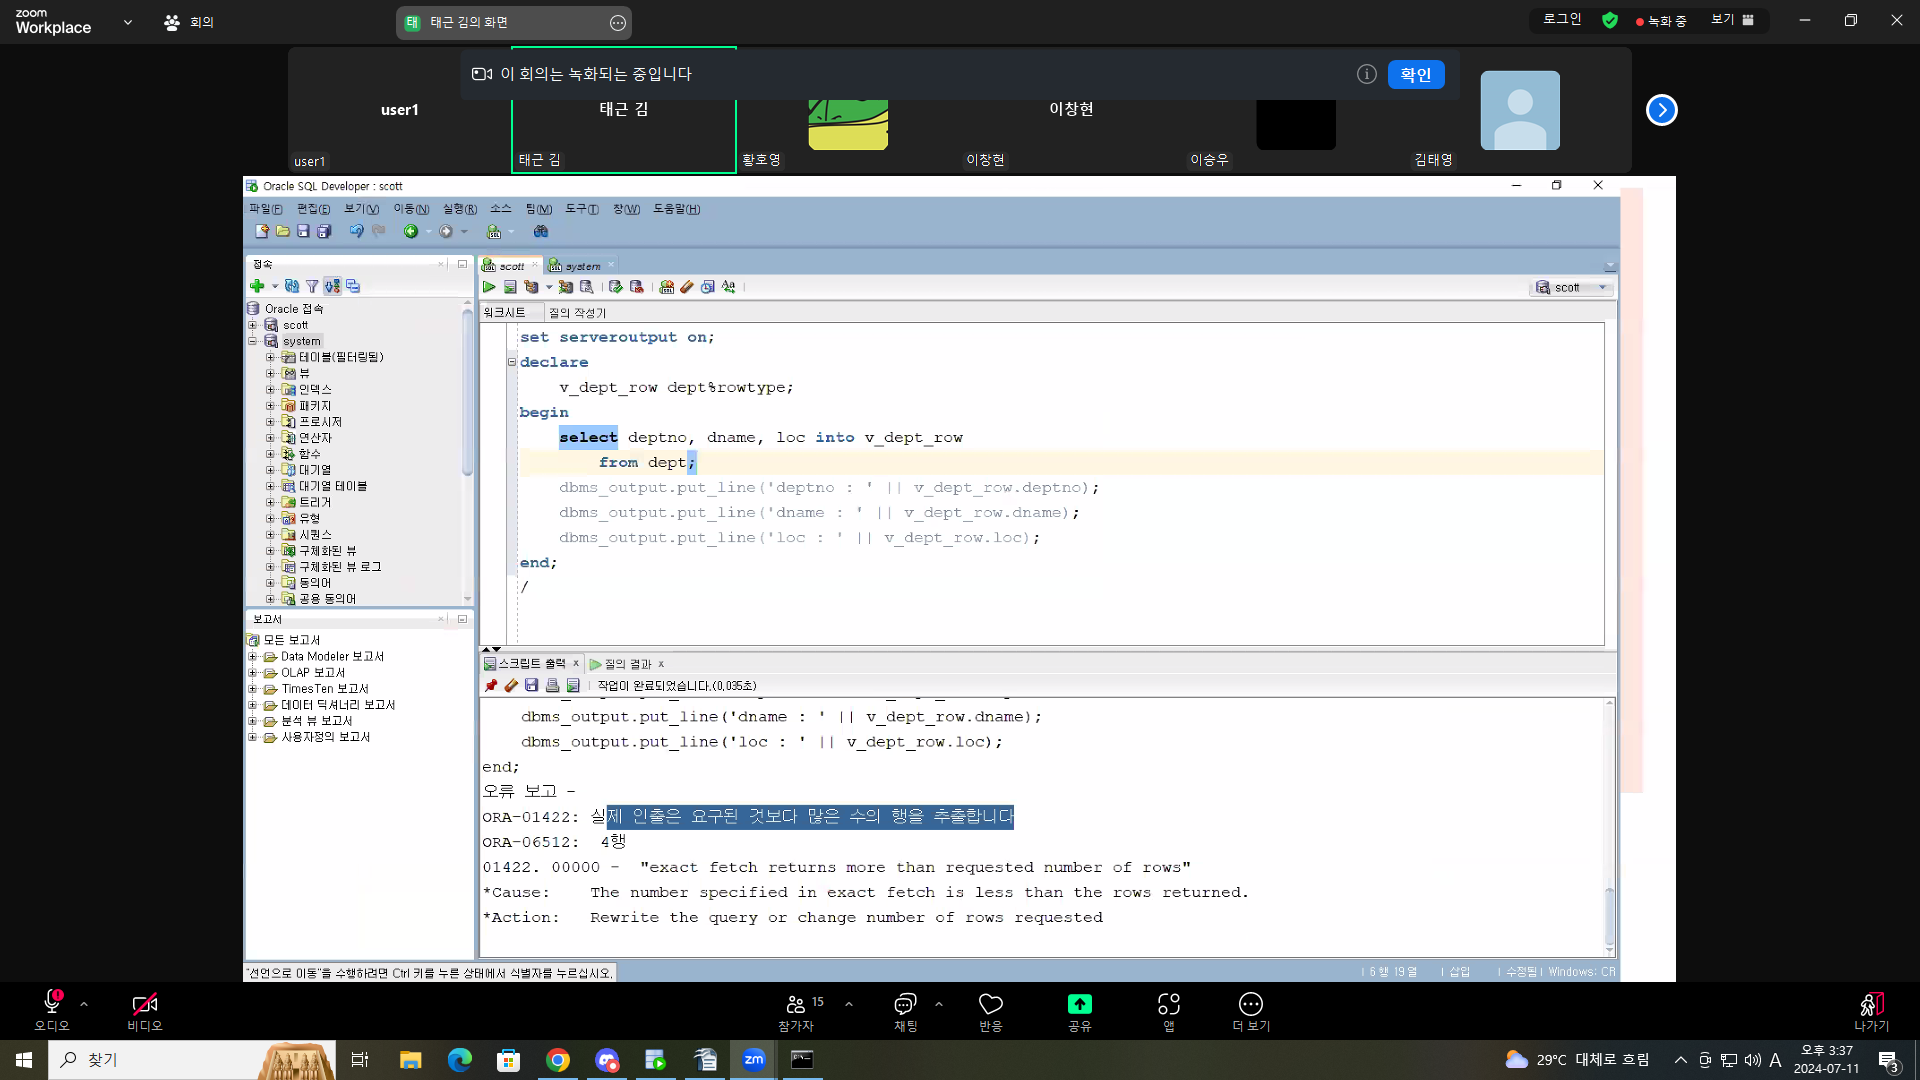 zoom
Workplace
회의
태 태근 김의 화면
로그인
녹화 중
보기
이 회의는 녹화되는 중입니다
확인
user1
태근 김
이창현
user1
태근 김
황호영
이창현
이승우
김태영
Oracle SQL Developer : scott
파일(F) 편집(E) 보기(V) 이동(N) 실행(R) 소스 팀(M) 도구(T) 창(W) 도움말(H)
접속
Oracle 접속
scott
system
테이블(필터링됨)
뷰
인덱스
패키지
프로시저
연산자
함수
대기열
대기열 테이블
트리거
유형
시퀀스
구체화된 뷰
구체화된 뷰 로그
동의어
공용 동의어
보고서
모든 보고서
Data Modeler 보고서
OLAP 보고서
TimesTen 보고서
데이터 딕셔너리 보고서
분석 뷰 보고서
사용자정의 보고서
scott system
scott
워크시트 질의 작성기
set serveroutput on;
declare
v_dept_row dept%rowtype;
begin
select deptno, dname, loc into v_dept_row
from dept;
dbms_output.put_line('deptno : ' || v_dept_row.deptno);
dbms_output.put_line('dname : ' || v_dept_row.dname);
dbms_output.put_line('loc : ' || v_dept_row.loc);
end;
/
스크립트 출력 x 질의 결과 x
작업이 완료되었습니다.(0.035초)
dbms_output.put_line('dname : ' || v_dept_row.dname);
dbms_output.put_line('loc : ' || v_dept_row.loc);
end;
오류 보고 -
ORA-01422: 실제 인출은 요구된 것보다 많은 수의 행을 추출합니다
ORA-06512:  4행
01422. 00000 -  "exact fetch returns more than requested number of rows"
*Cause:    The number specified in exact fetch is less than the rows returned.
*Action:   Rewrite the query or change number of rows requested
"선언으로 이동"을 수행하려면 Ctrl 키를 누른 상태에서 식별자를 누르십시오.
6 행 19 열 삽입 수정됨 Windows: CR
오디오
비디오
참가자 15
채팅
반응
공유
앱
더 보기
나가기
찾기
zm
29°C 대체로 흐림
A
오후 3:37
2024-07-11
3